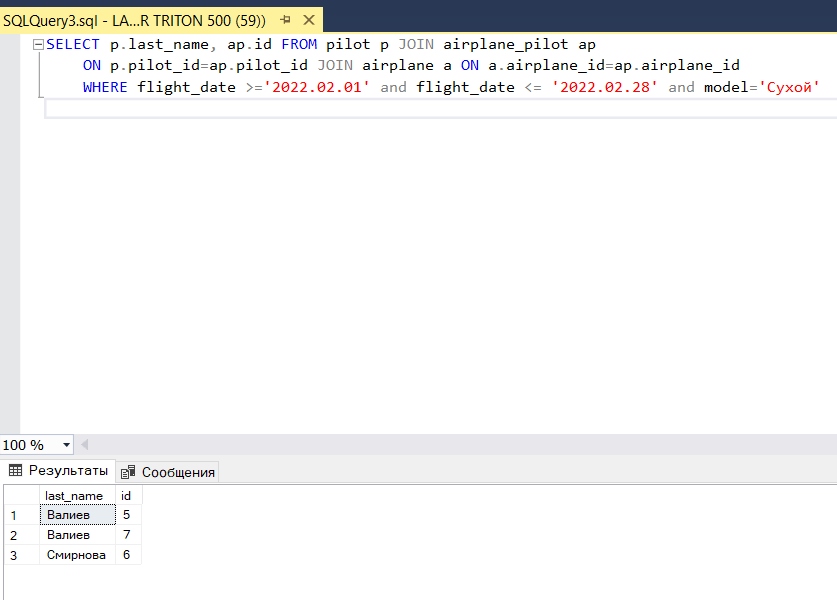 SQLQuery3.sql - LA...R TRITON 500 (59))
SELECT p.last_name, ap.id FROM pilot p JOIN airplane_pilot ap
ON p.pilot_id=ap.pilot_id JOIN airplane a ON a.airplane_id=ap.airplane_id
WHERE flight_date >='2022.02.01' and flight_date <= '2022.02.28' and model='Сухой'
100 %
Результаты Сообщения
last_name id
1 Валиев 5
2 Валиев 7
3 Смирнова 6